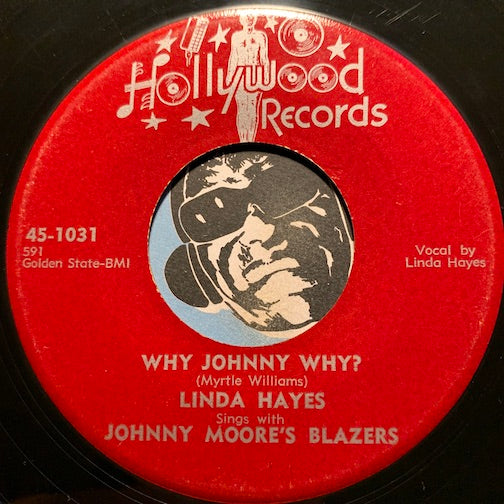 Hollywood
Records
45-1031
591
Golden State-BMI
Vocal by
Linda Hayes
WHY JOHNNY WHY?
(Myrtle Williams)
LINDA HAYES
Sings with
JOHNNY MOORE'S BLAZERS